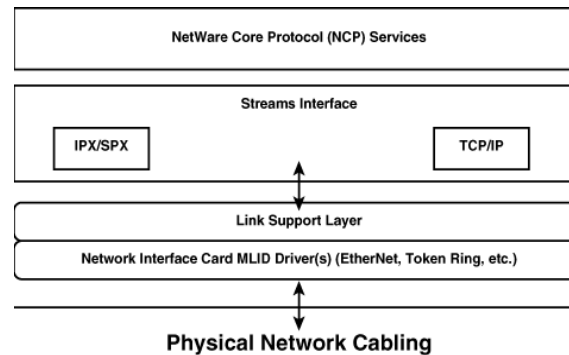 NetWare Core Protocol (NCP) Services
Streams Interface
IPX/SPX
TCP/IP
Link Support Layer
Network Interface Card MLID Driver(s) (EtherNet, Token Ring, etc.)
Physical Network Cabling